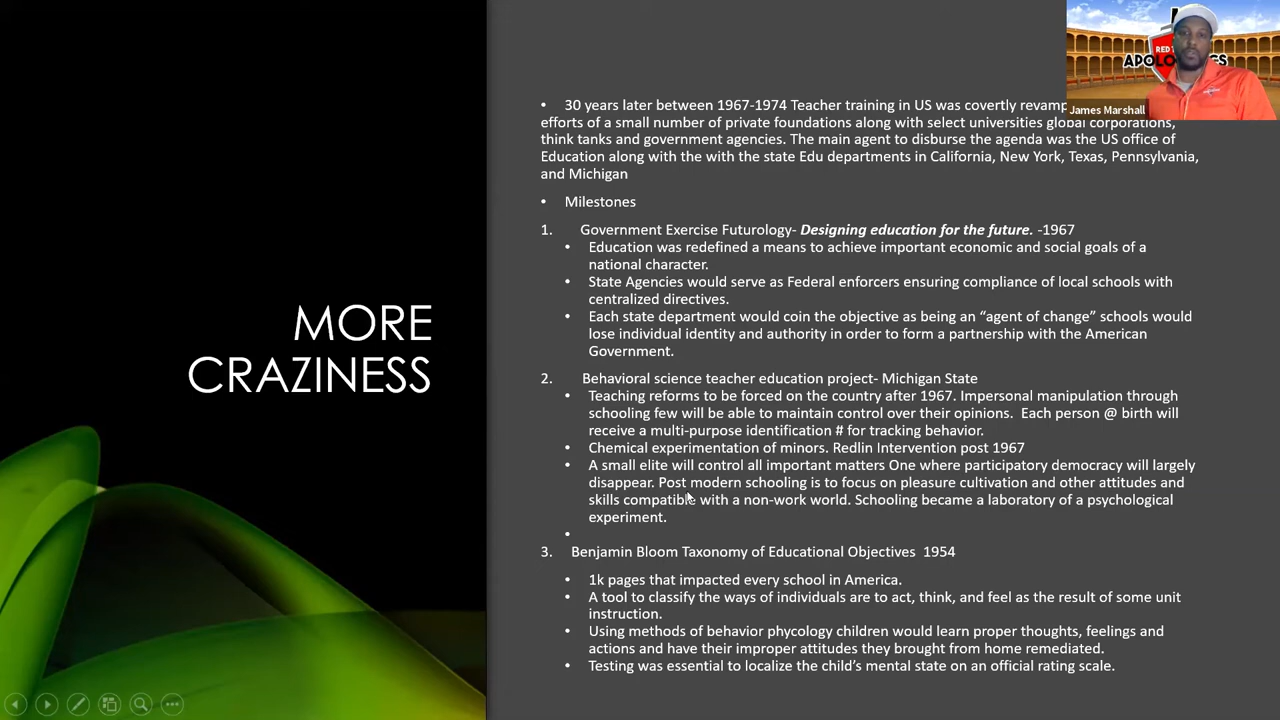 MORE
CRAZINESS
• 30 years later between 1967-1974 Teacher training in US was covertly revamp
efforts of a small number of private foundations along with select universities global corporations,
think tanks and government agencies. The main agent to disburse the agenda was the US office of
Education along with the with the state Edu departments in California, New York, Texas, Pennsylvania,
and Michigan
• Milestones
1. Government Exercise Futurology- Designing education for the future. -1967
• Education was redefined a means to achieve important economic and social goals of a
national character.
• State Agencies would serve as Federal enforcers ensuring compliance of local schools with
centralized directives.
• Each state department would coin the objective as being an “agent of change” schools would
lose individual identity and authority in order to form a partnership with the American
Government.
2. Behavioral science teacher education project- Michigan State
• Teaching reforms to be forced on the country after 1967. Impersonal manipulation through
schooling few will be able to maintain control over their opinions. Each person @ birth will
receive a multi-purpose identification # for tracking behavior.
• Chemical experimentation of minors. Redlin Intervention post 1967
• A small elite will control all important matters One where participatory democracy will largely
disappear. Post modern schooling is to focus on pleasure cultivation and other attitudes and
skills compatible with a non-work world. Schooling became a laboratory of a psychological
experiment.
•
3. Benjamin Bloom Taxonomy of Educational Objectives 1954
• 1k pages that impacted every school in America.
• A tool to classify the ways of individuals are to act, think, and feel as the result of some unit
instruction.
• Using methods of behavior phycology children would learn proper thoughts, feelings and
actions and have their improper attitudes they brought from home remediated.
• Testing was essential to localize the child’s mental state on an official rating scale.
RED
James Marshall